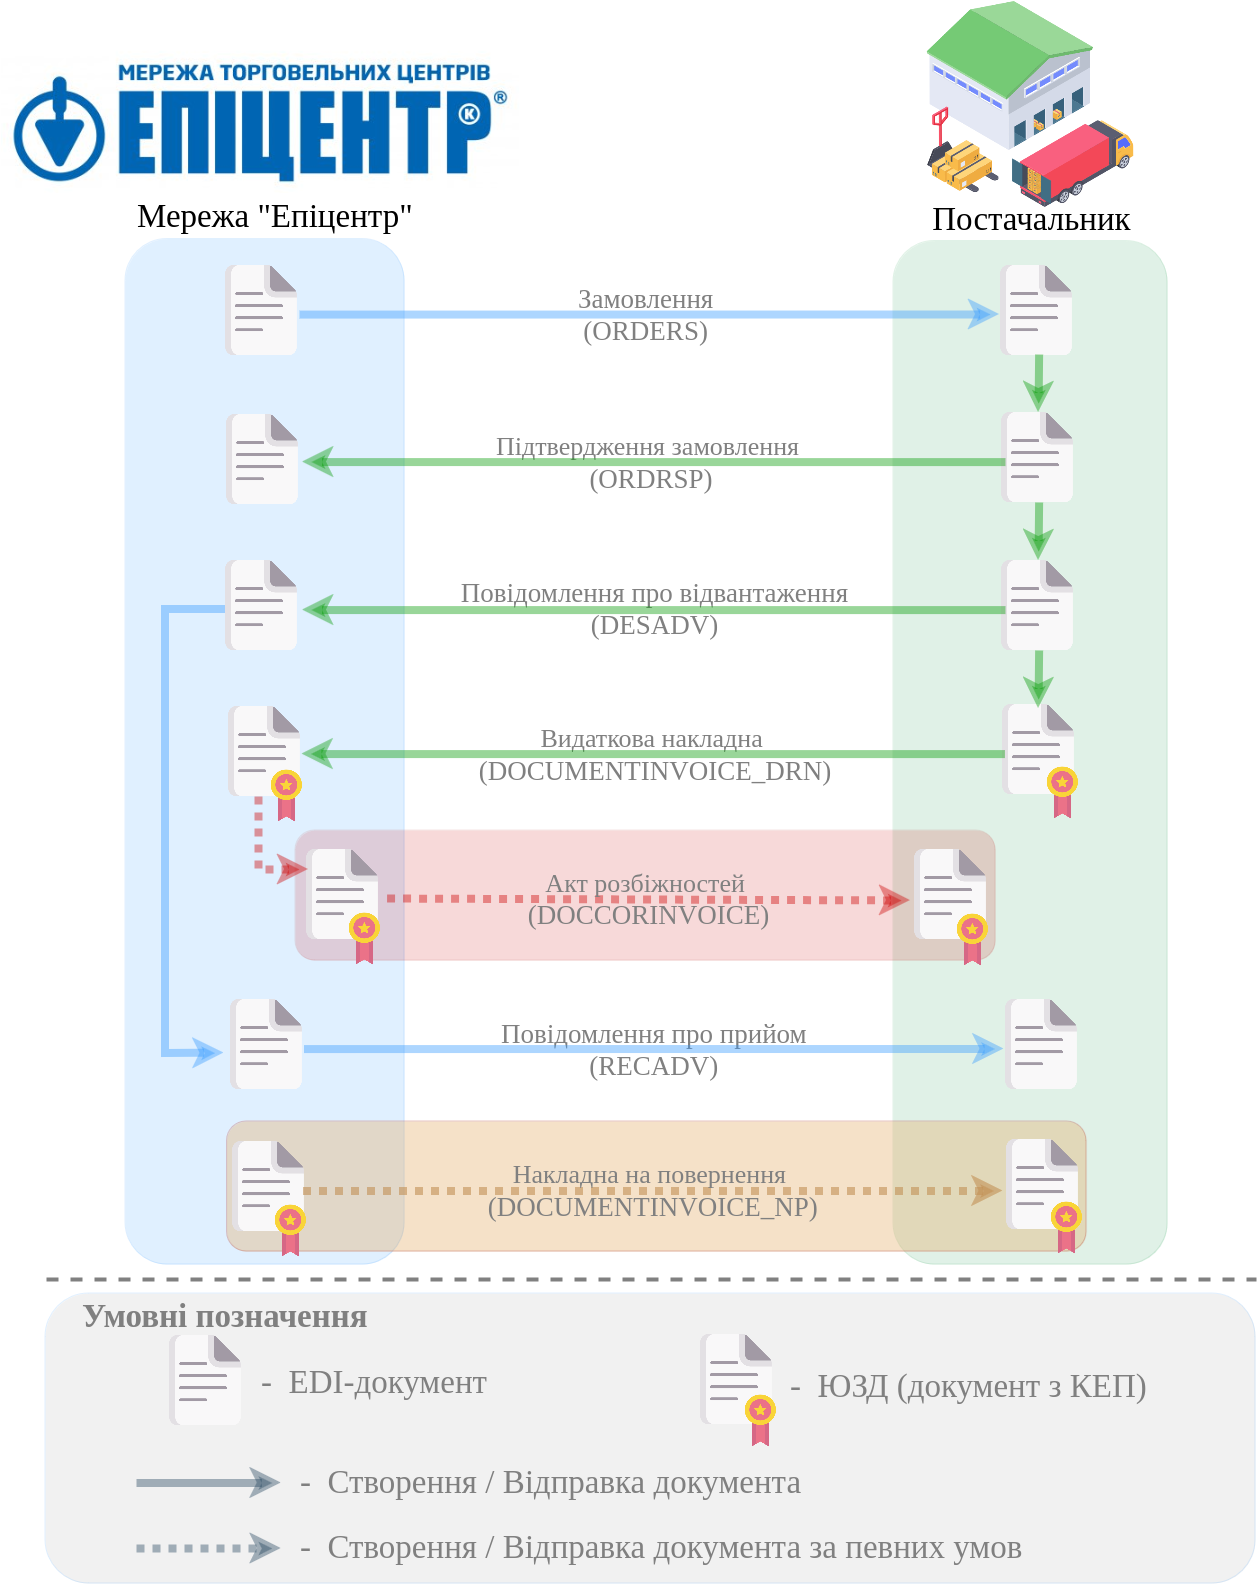 МЕРЕЖА ТОРГОВЕЛЬНИХ ЦЕНТРІВ
ЕПІЦЕНТР К ®
Мережа "Епіцентр"
Постачальник
Замовлення
(ORDERS)
Підтвердження замовлення
(ORDRSP)
Повідомлення про відвантаження
(DESADV)
Видаткова накладна
(DOCUMENTINVOICE_DRN)
Акт розбіжностей
(DOCCORINVOICE)
Повідомлення про прийом
(RECADV)
Накладна на повернення
(DOCUMENTINVOICE_NP)
Умовні позначення
- EDI-документ
- ЮЗД (документ з КЕП)
- Створення / Відправка документа
- Створення / Відправка документа за певних умов